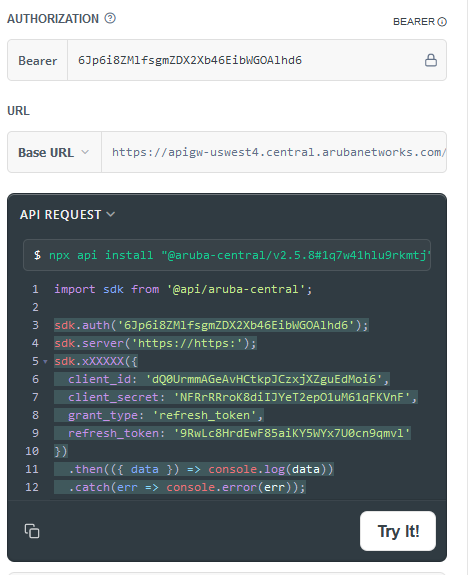 AUTHORIZATION
BEARER
Bearer 6Jp6i8ZMlfsgmZDX2Xb46EibWGOAlhd6
URL
Base URL https://apigw-uswest4.central.arubanetworks.com/
API REQUEST
$ npx api install "@aruba-central/v2.5.8#1q7w41hlu9rkmtj"
1 import sdk from '@api/aruba-central';
2
3 sdk.auth('6Jp6i8ZMlfsgmZDX2Xb46EibWGOAlhd6');
4 sdk.server('https://https:');
5 sdk.xXXXXX({
6 client_id: 'dQ0UrmmAGeAvHCtkpJCzxjXZguEdMoi6',
7 client_secret: 'NFRrRRroK8diIJYeT2epO1uM61qFKVnF',
8 grant_type: 'refresh_token',
9 refresh_token: '9RwLc8HrdEwF85aiKY5WYx7U0cn9qmvl'
10 })
11 .then(({ data }) => console.log(data))
12 .catch(err => console.error(err));
Try It!